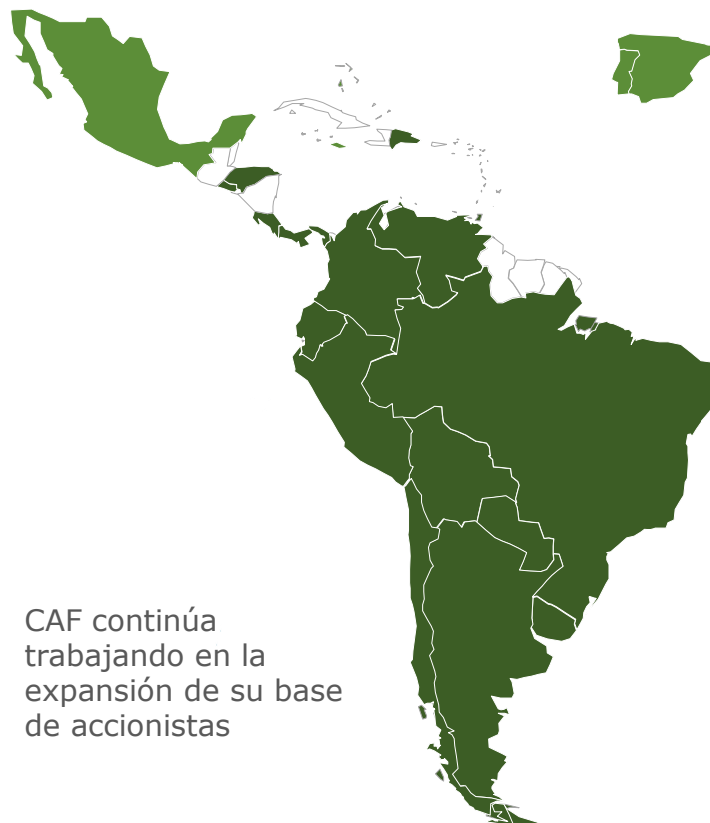 CAF continúa
trabajando en la
expansión de su base
de accionistas